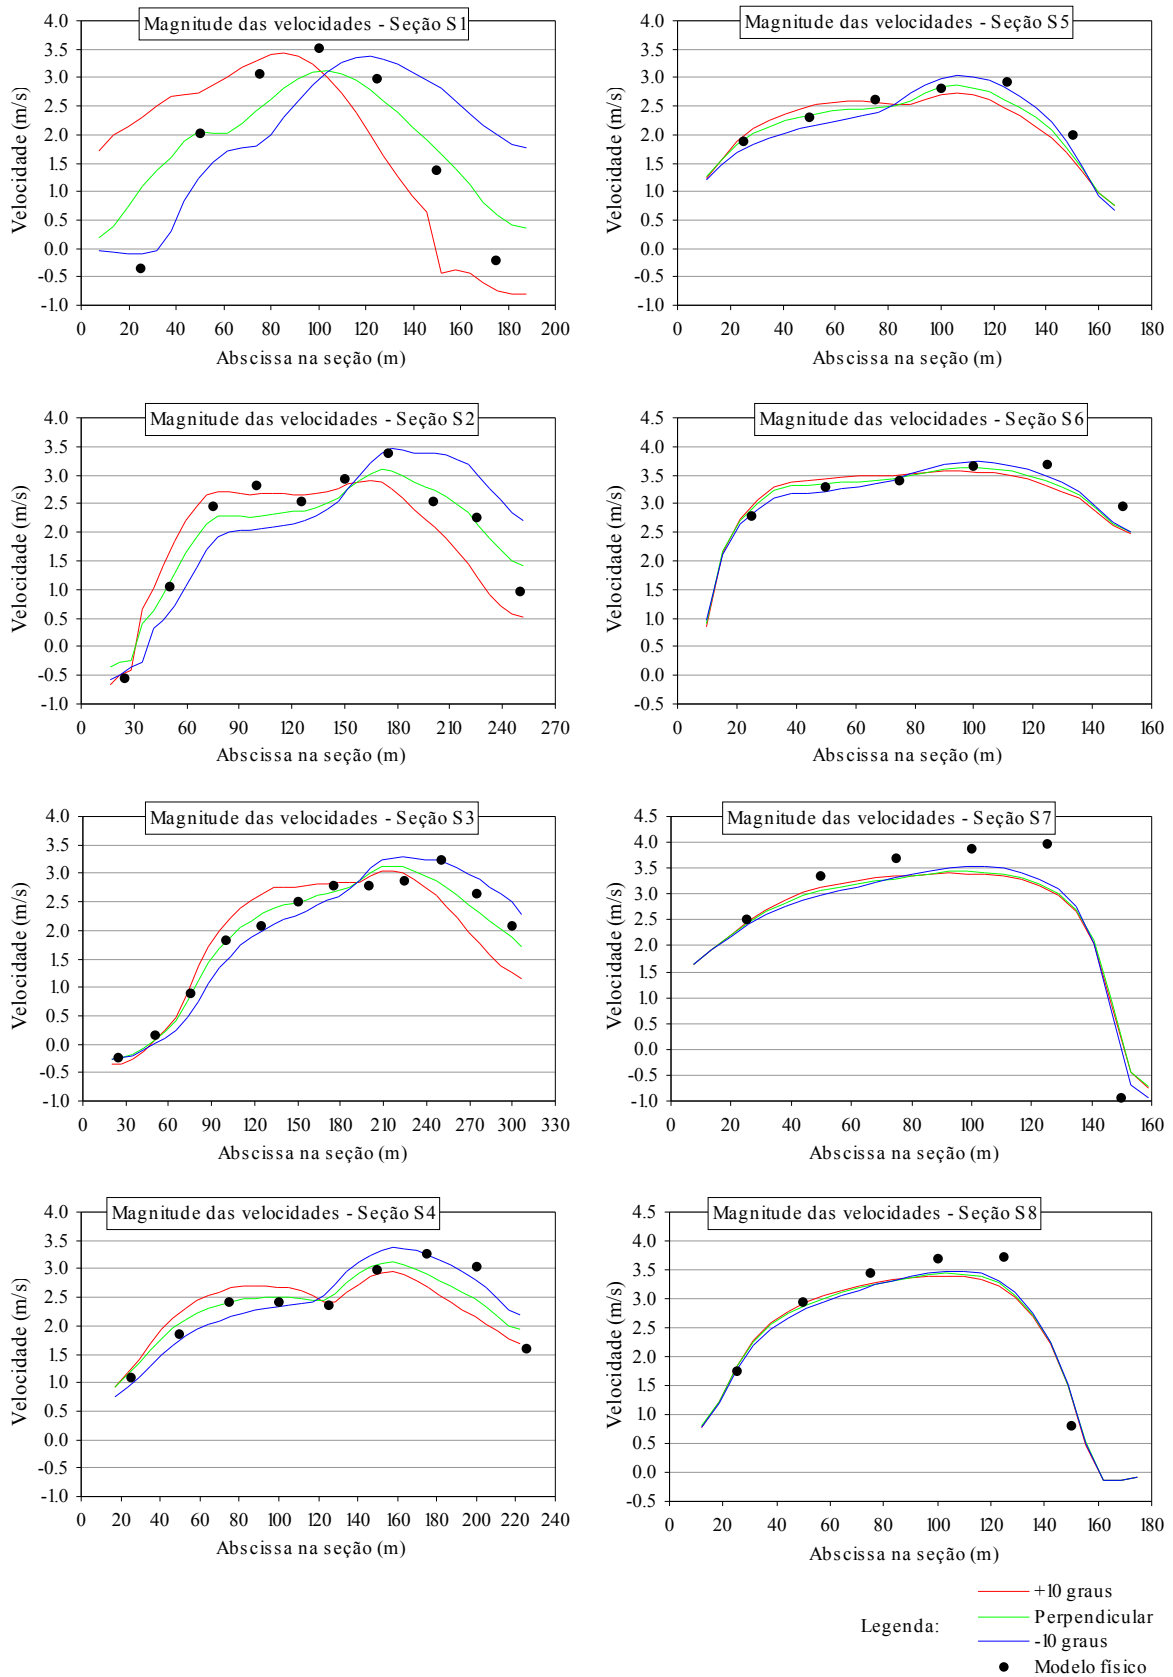 Magnitude das velocidades - Seção S1
Velocidade (m/s)
4.0
3.5
3.0
2.5
2.0
1.5
1.0
0.5
0.0
-0.5
-1.0
0 20 40 60 80 100 120 140 160 180 200
Abscissa na seção (m)
Magnitude das velocidades - Seção S5
Velocidade (m/s)
4.0
3.5
3.0
2.5
2.0
1.5
1.0
0.5
0.0
-0.5
-1.0
0 20 40 60 80 100 120 140 160 180
Abscissa na seção (m)
Magnitude das velocidades - Seção S2
Velocidade (m/s)
4.0
3.5
3.0
2.5
2.0
1.5
1.0
0.5
0.0
-0.5
-1.0
0 30 60 90 120 150 180 210 240 270
Abscissa na seção (m)
Magnitude das velocidades - Seção S6
Velocidade (m/s)
4.5
4.0
3.5
3.0
2.5
2.0
1.5
1.0
0.5
0.0
-0.5
0 20 40 60 80 100 120 140 160
Abscissa na seção (m)
Magnitude das velocidades - Seção S3
Velocidade (m/s)
4.0
3.5
3.0
2.5
2.0
1.5
1.0
0.5
0.0
-0.5
-1.0
0 30 60 90 120 150 180 210 240 270 300 330
Abscissa na seção (m)
Magnitude das velocidades - Seção S7
Velocidade (m/s)
4.5
4.0
3.5
3.0
2.5
2.0
1.5
1.0
0.5
0.0
-0.5
-1.0
0 20 40 60 80 100 120 140 160
Abscissa na seção (m)
Magnitude das velocidades - Seção S4
Velocidade (m/s)
4.0
3.5
3.0
2.5
2.0
1.5
1.0
0.5
0.0
-0.5
-1.0
0 20 40 60 80 100 120 140 160 180 200 220 240
Abscissa na seção (m)
Magnitude das velocidades - Seção S8
Velocidade (m/s)
4.5
4.0
3.5
3.0
2.5
2.0
1.5
1.0
0.5
0.0
-0.5
0 20 40 60 80 100 120 140 160 180
Abscissa na seção (m)
Legenda:
+10 graus
Perpendicular
-10 graus
Modelo físico